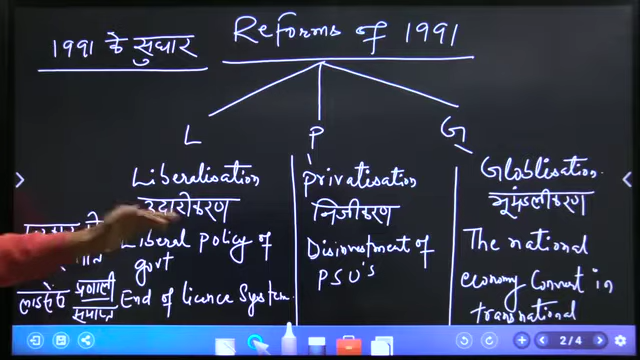 1991 के सुधार
Reforms of 1991
L
P
G
Liberalisation
उदारीकरण
Liberal policy of
govt
लाइसेंस प्रणाली
समाप्त
End of licence System
Privatisation
निजीकरण
Disinvestment of
PSU's
Globlisation
भूमंडलीकरण
The national
economy Convert in
transnational
2/4